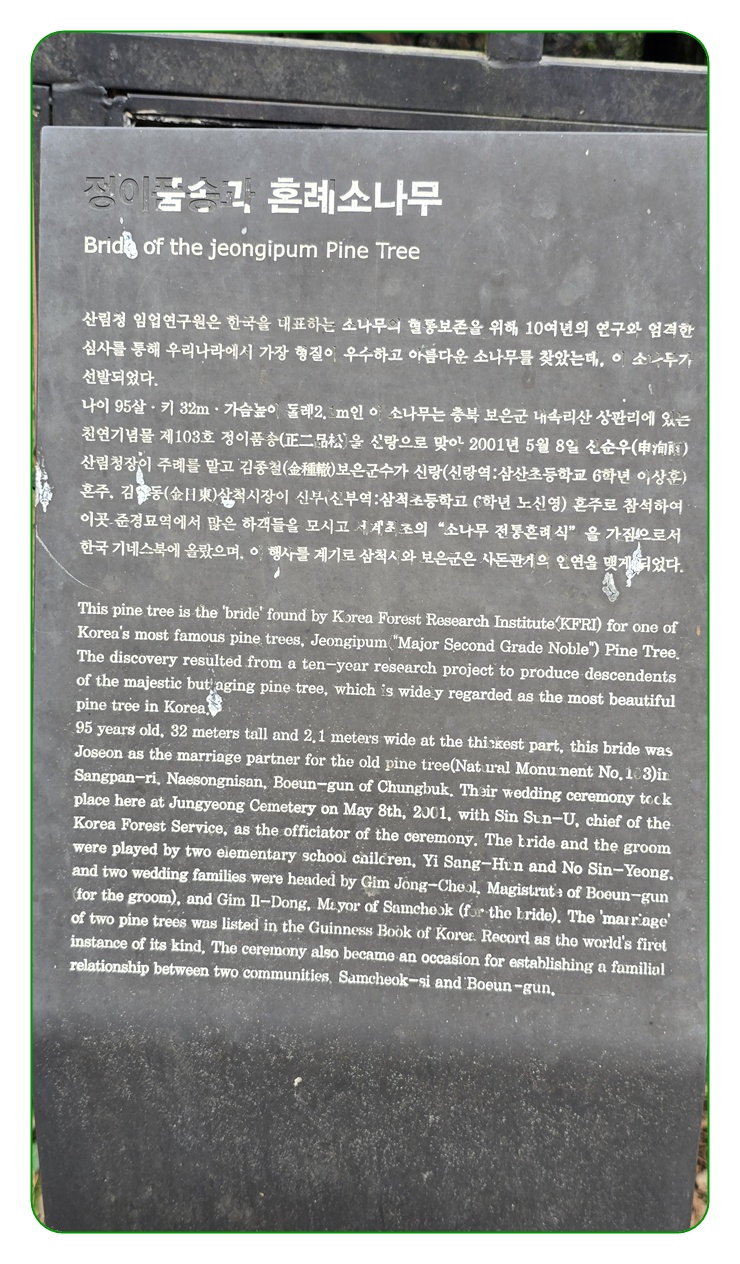 정이품송과 혼례소나무
Bride of the jeongipum Pine Tree
산림정 임업연구원은 한국을 대표하는 소나무의 혈통보존을 위해 10여년의 연구와 엄격한
심사를 통해 우리나라에서 가장 형질이 우수하고 아름다운 소나무를 찾았는데, 이 소나무가
선발되었다.
나이 95살 · 키 32m · 가슴높이 둘레2. m인 이 소나무는 충북 보은군 내속리산 상판리에 있는
천연기념물 제103호 정이품송(正二品松)을 신랑으로 맞아 2001년 5월 8일 신순우(申洵雨)
산림청장이 주례를 맡고 김종철(金種轍)보은군수가 신랑(신랑역:삼산초등학교 6학년 이상훈)
혼주, 김 동(金日東)삼척시장이 신부(신부역:삼척초등학교 6학년 노신영) 혼주로 참석하여
이곳 준경묘역에서 많은 하객들을 모시고 세계최초의 “소나무 전통혼례식” 을 가짐으로서
한국 기네스북에 올랐으며, 이 행사를 계기로 삼척시와 보은군은 사돈관계의 인연을 맺게되었다.
This pine tree is the 'bride' found by Korea Forest Research Institute(KFRI) for one of
Korea's most famous pine trees, Jeongipum("Major Second Grade Noble") Pine Tree.
The discovery resulted from a ten-year research project to produce descendents
of the majestic but aging pine tree, which is widely regarded as the most beautiful
pine tree in Korea.
95 years old, 32 meters tall and 2.1 meters wide at the thickest part, this bride was
Joseon as the marriage partner for the old pine tree(Natural Monument No.103)in
Sangpan-ri, Naesongnisan, Boeun-gun of Chungbuk. Their wedding ceremony took
place here at Jungyeong Cemetery on May 8th, 2001, with Sin Sun-U, chief of the
Korea Forest Service, as the officiator of the ceremony. The bride and the groom
were played by two elementary school children, Yi Sang-Hun and No Sin-Yeong,
and two wedding families were headed by Gim Jong-Cheol, Magistrate of Boeun-gun
(for the groom), and Gim Il-Dong, Mayor of Samcheok (for the bride). The 'marriage'
of two pine trees was listed in the Guinness Book of Korea Record as the world's first
instance of its kind. The ceremony also became an occasion for establishing a familial
relationship between two communities, Samcheok-si and Boeun-gun.